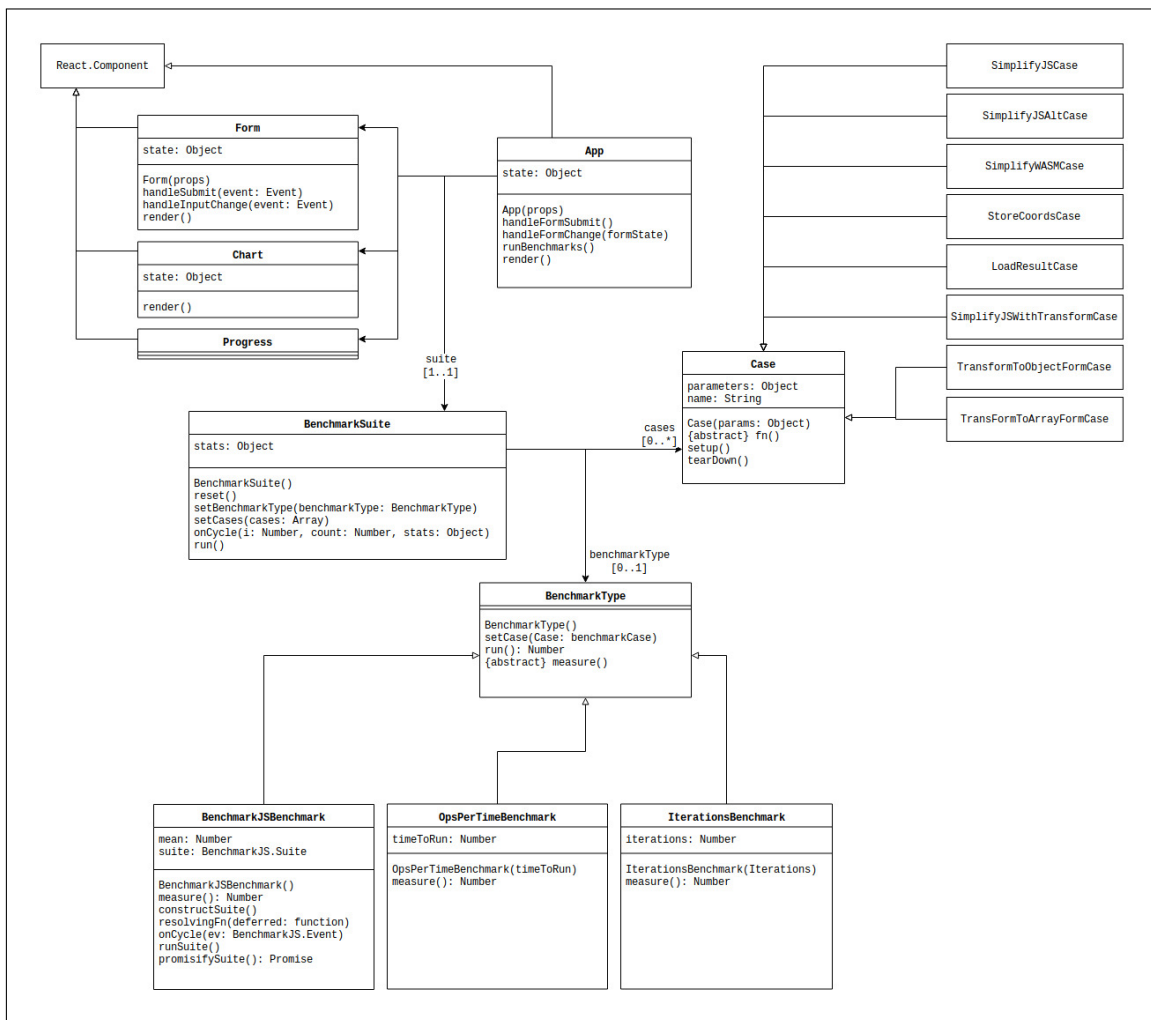 React.Component
Form
state: Object
Form(props)
handleSubmit(event: Event)
handleInputChange(event: Event)
render()
Chart
state: Object
render()
Progress
App
state: Object
App(props)
handleFormSubmit()
handleFormChange(formState)
runBenchmarks()
render()
SimplifyJSCase
SimplifyJSAltCase
SimplifyWASMCase
StoreCoordsCase
LoadResultCase
SimplifyJSWithTransformCase
TransformToObjectFormCase
TransFormToArrayFormCase
suite
[1..1]
Case
parameters: Object
name: String
Case(params: Object)
{abstract} fn()
setup()
tearDown()
cases
[0..*]
BenchmarkSuite
stats: Object
BenchmarkSuite()
reset()
setBenchmarkType(benchmarkType: BenchmarkType)
setCases(cases: Array)
onCycle(i: Number, count: Number, stats: Object)
run()
benchmarkType
[0..1]
BenchmarkType
BenchmarkType()
setCase(Case: benchmarkCase)
run(): Number
{abstract} measure()
BenchmarkJSBenchmark
mean: Number
suite: BenchmarkJS.Suite
BenchmarkJSBenchmark()
measure(): Number
constructSuite()
resolvingFn(deferred: function)
onCycle(ev: BenchmarkJS.Event)
runSuite()
promisifySuite(): Promise
OpsPerTimeBenchmark
timeToRun: Number
OpsPerTimeBenchmark(timeToRun)
measure(): Number
IterationsBenchmark
iterations: Number
IterationsBenchmark(Iterations)
measure(): Number